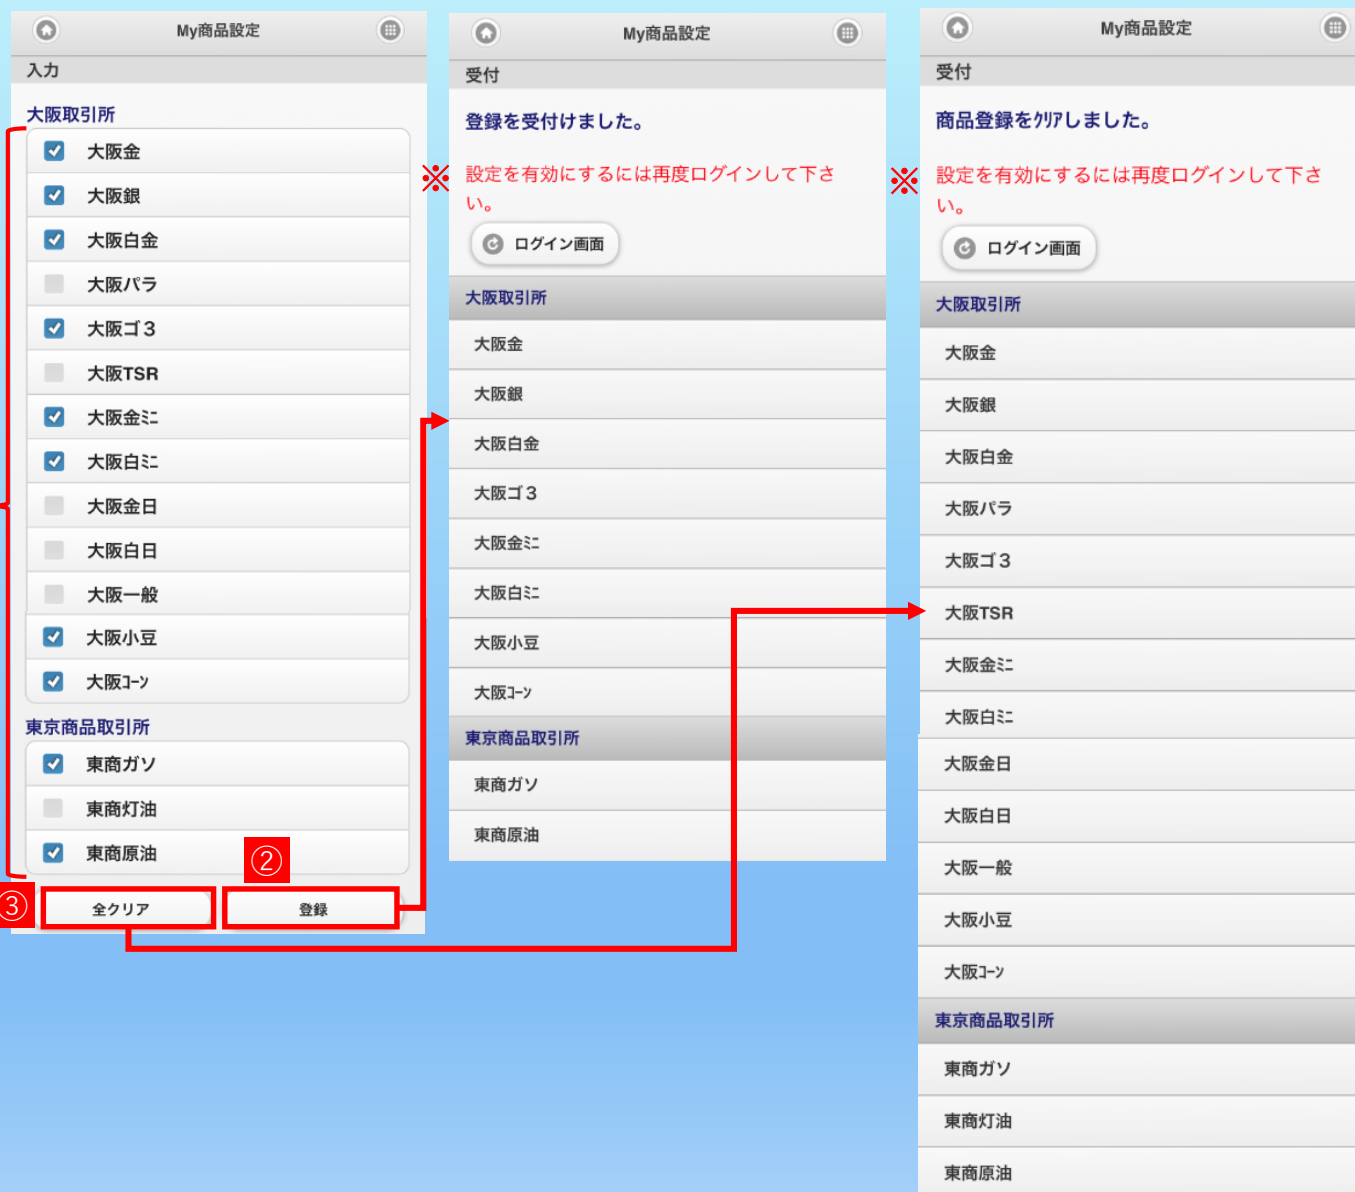 My商品設定
入力
大阪取引所
大阪金
大阪銀
大阪白金
大阪パラ
大阪ゴ3
大阪TSR
大阪金ﾐﾆ
大阪白ﾐﾆ
大阪金日
大阪白日
大阪一般
大阪小豆
大阪ｺｰﾝ
東京商品取引所
東商ガソ
東商灯油
東商原油
②
③
全クリア
登録
My商品設定
受付
登録を受付けました。
※
設定を有効にするには再度ログインして下さ
い。
ログイン画面
大阪取引所
大阪金
大阪銀
大阪白金
大阪ゴ3
大阪金ﾐﾆ
大阪白ﾐﾆ
大阪小豆
大阪ｺｰﾝ
東京商品取引所
東商ガソ
東商原油
My商品設定
受付
商品登録をｸﾘｱしました。
※
設定を有効にするには再度ログインして下さ
い。
ログイン画面
大阪取引所
大阪金
大阪銀
大阪白金
大阪パラ
大阪ゴ3
大阪TSR
大阪金ﾐﾆ
大阪白ﾐﾆ
大阪金日
大阪白日
大阪一般
大阪小豆
大阪ｺｰﾝ
東京商品取引所
東商ガソ
東商灯油
東商原油